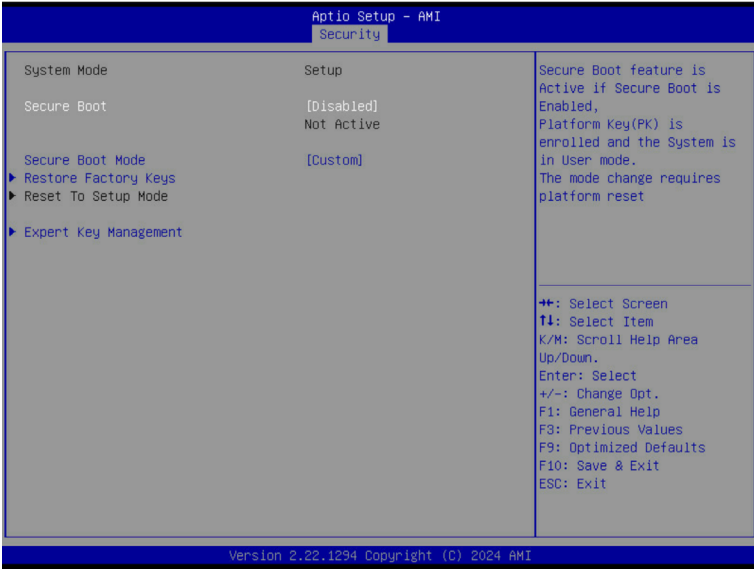 Aptio Setup – AMI
Security
System Mode Setup
Secure Boot [Disabled]
Not Active
Secure Boot Mode [Custom]
Restore Factory Keys
Reset To Setup Mode
Expert Key Management
Secure Boot feature is
Active if Secure Boot is
Enabled,
Platform Key(PK) is
enrolled and the System is
in User mode.
The mode change requires
platform reset
→←: Select Screen
↑↓: Select Item
K/M: Scroll Help Area
Up/Down.
Enter: Select
+/-: Change Opt.
F1: General Help
F3: Previous Values
F9: Optimized Defaults
F10: Save & Exit
ESC: Exit
Version 2.22.1294 Copyright (C) 2024 AMI